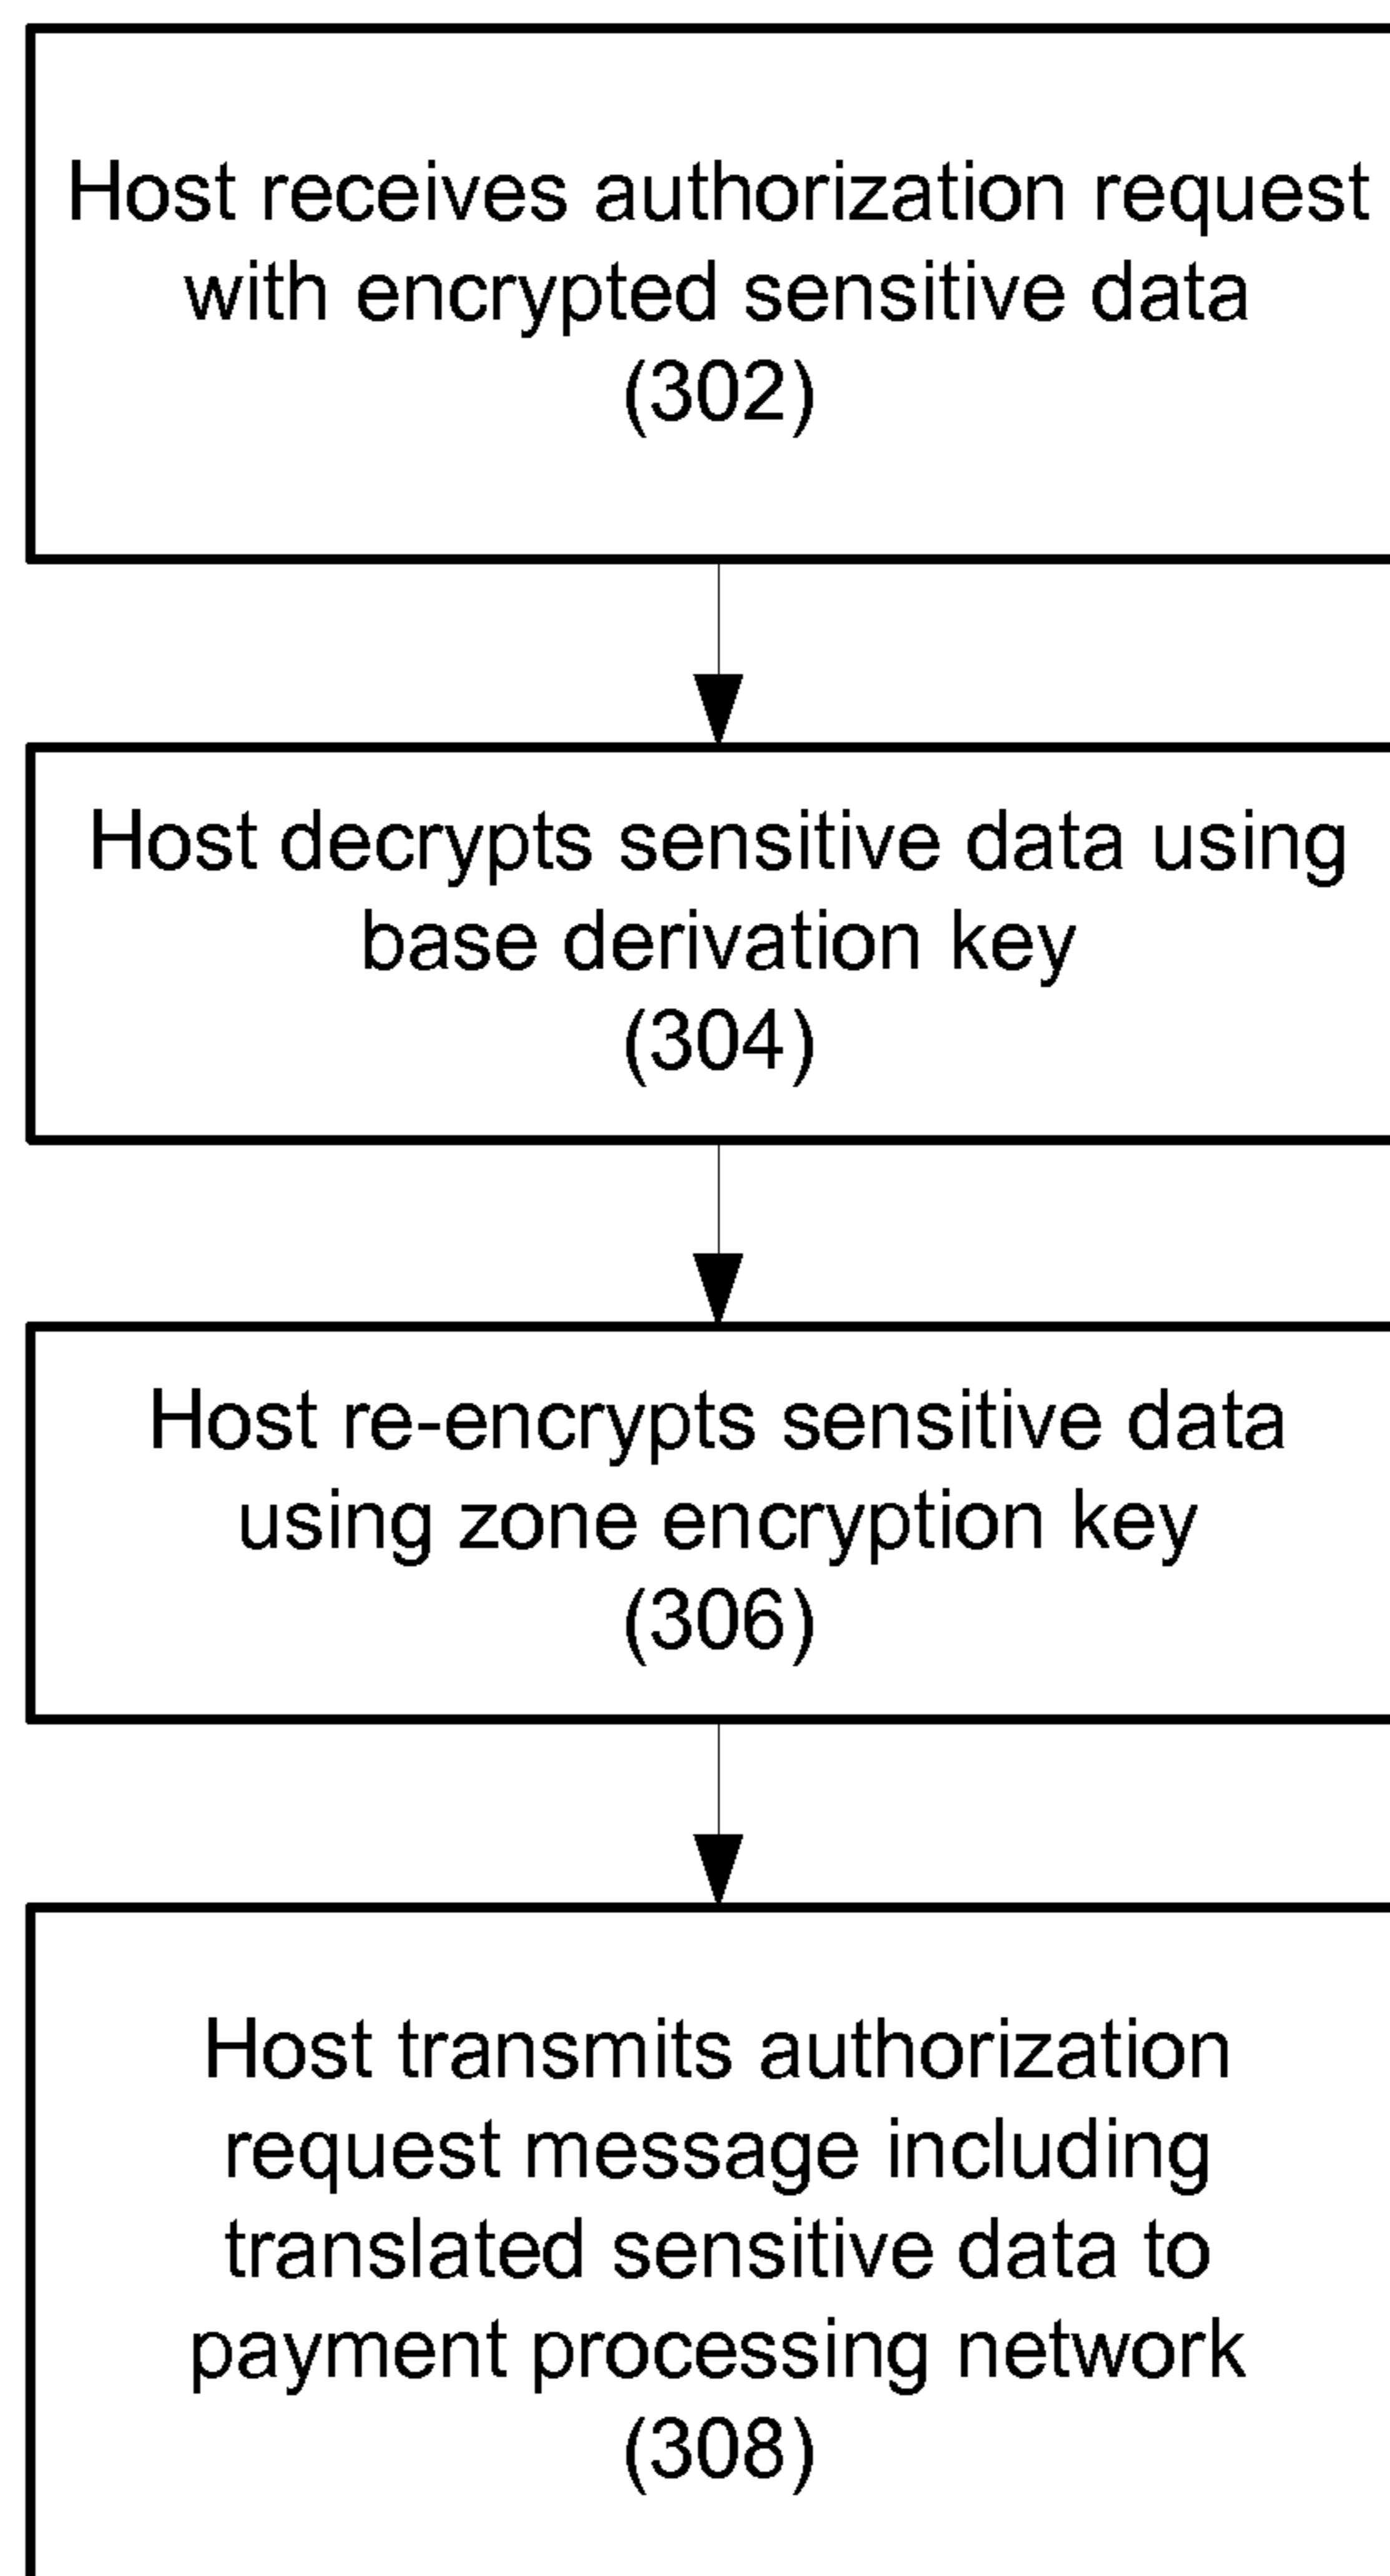 Host receives authorization request
with encrypted sensitive data
(302)
Host decrypts sensitive data using
base derivation key
(304)
Host re-encrypts sensitive data
using zone encryption key
(306)
Host transmits authorization
request message including
translated sensitive data to
payment processing network
(308)